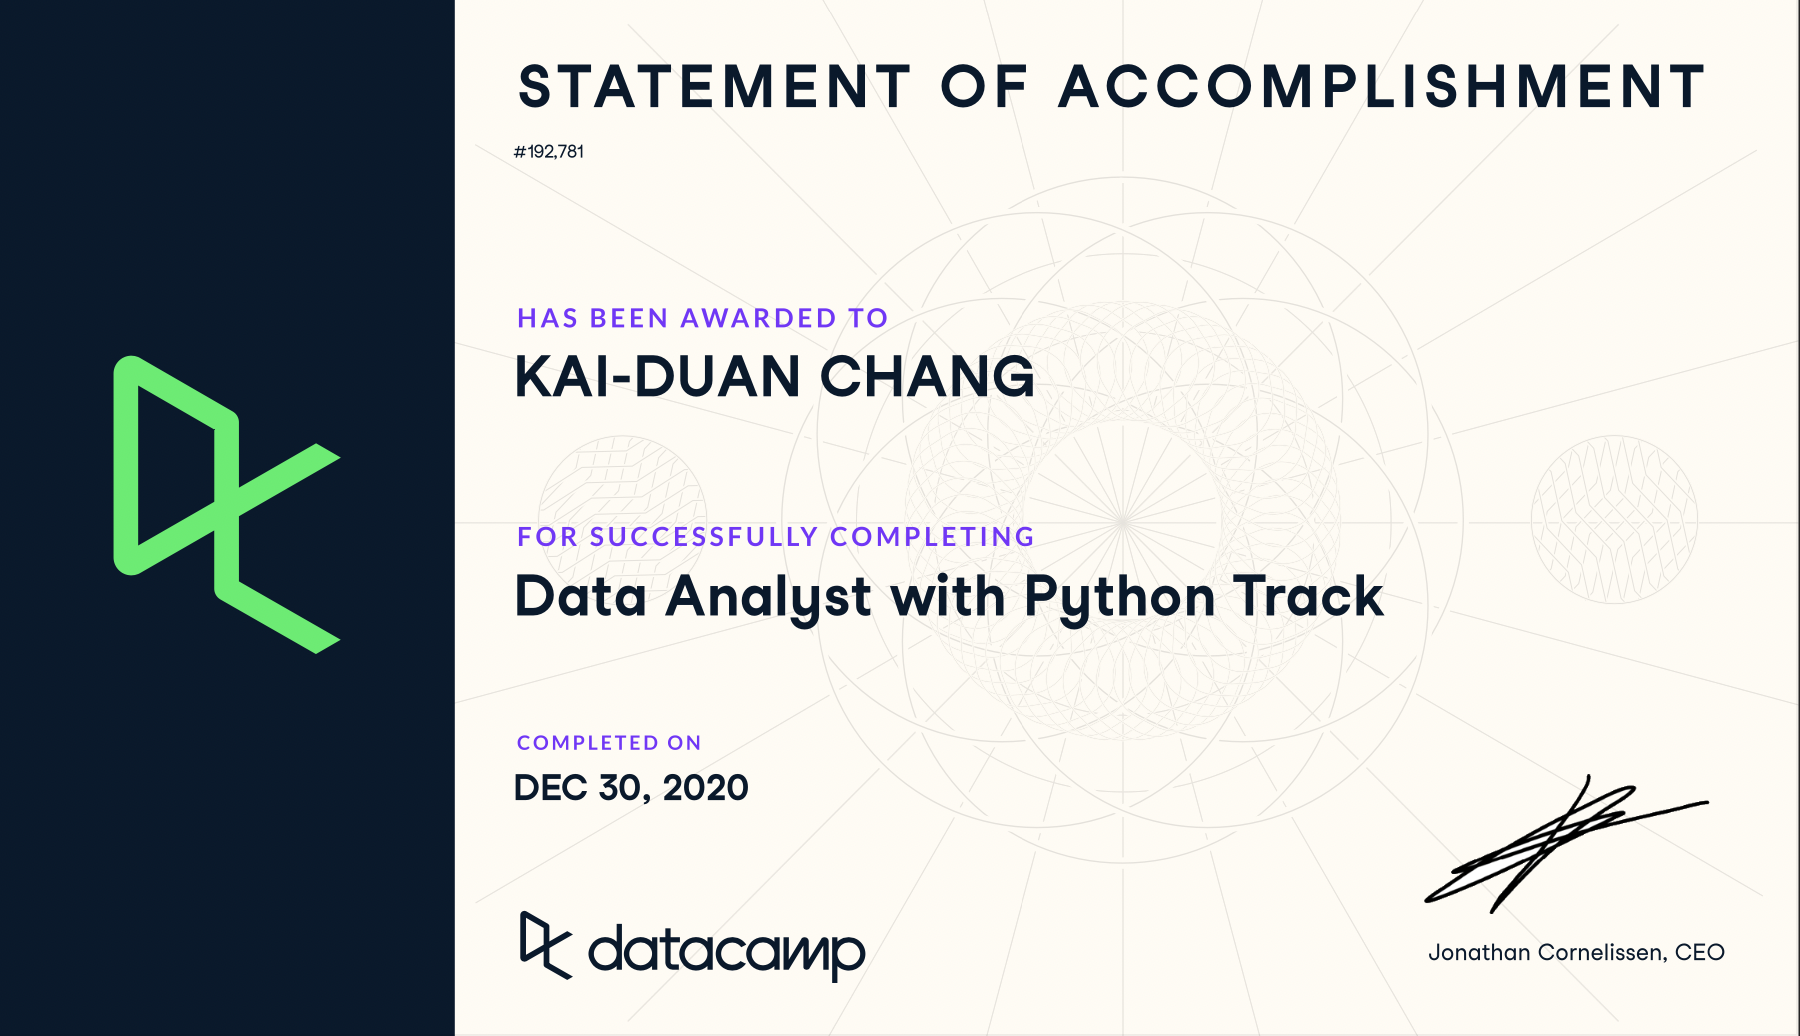 STATEMENT OF ACCOMPLISHMENT
#192,781
HAS BEEN AWARDED TO
KAI-DUAN CHANG
FOR SUCCESSFULLY COMPLETING
Data Analyst with Python Track
COMPLETED ON
DEC 30, 2020
datacamp
Jonathan Cornelissen, CEO